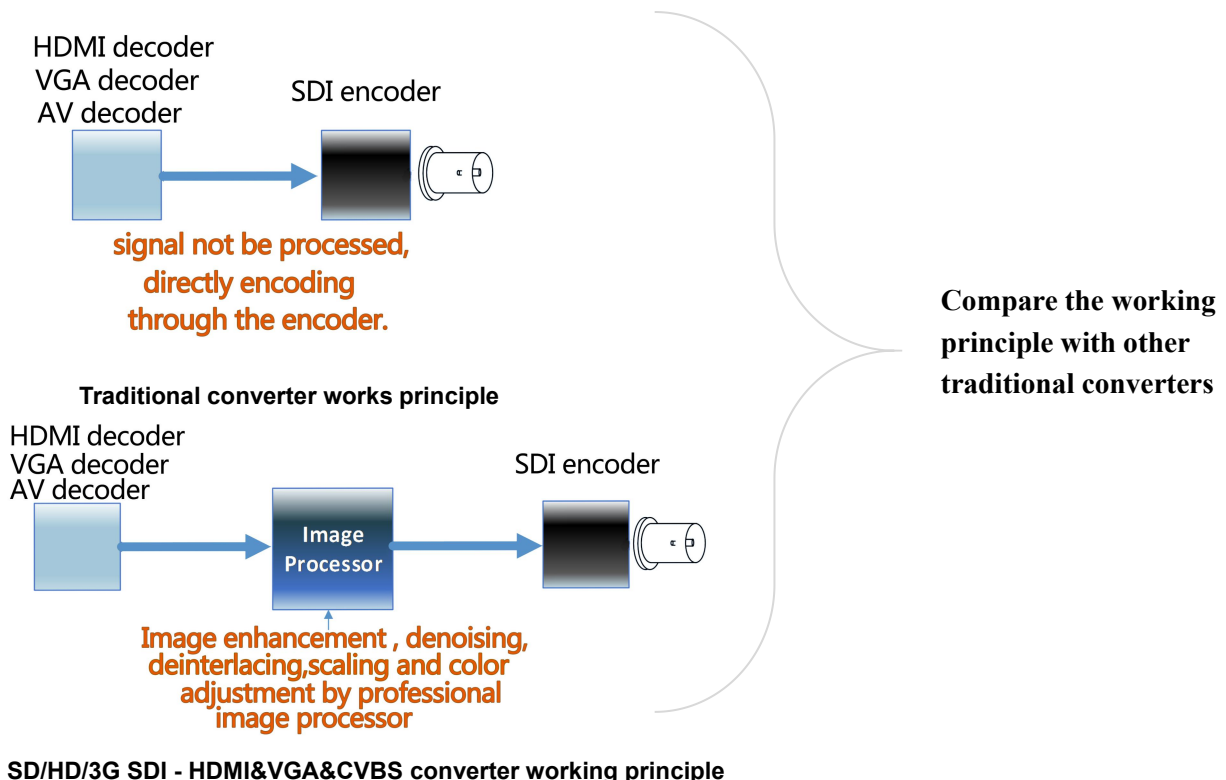 HDMI decoder
VGA decoder
AV decoder
SDI encoder
signal not be processed,
directly encoding
through the encoder.
Traditional converter works principle
HDMI decoder
VGA decoder
AV decoder
SDI encoder
Image
Processor
Image enhancement , denoising,
deinterlacing,scaling and color
adjustment by professional
image processor
SD/HD/3G SDI - HDMI&VGA&CVBS converter working principle
Compare the working
principle with other
traditional converters